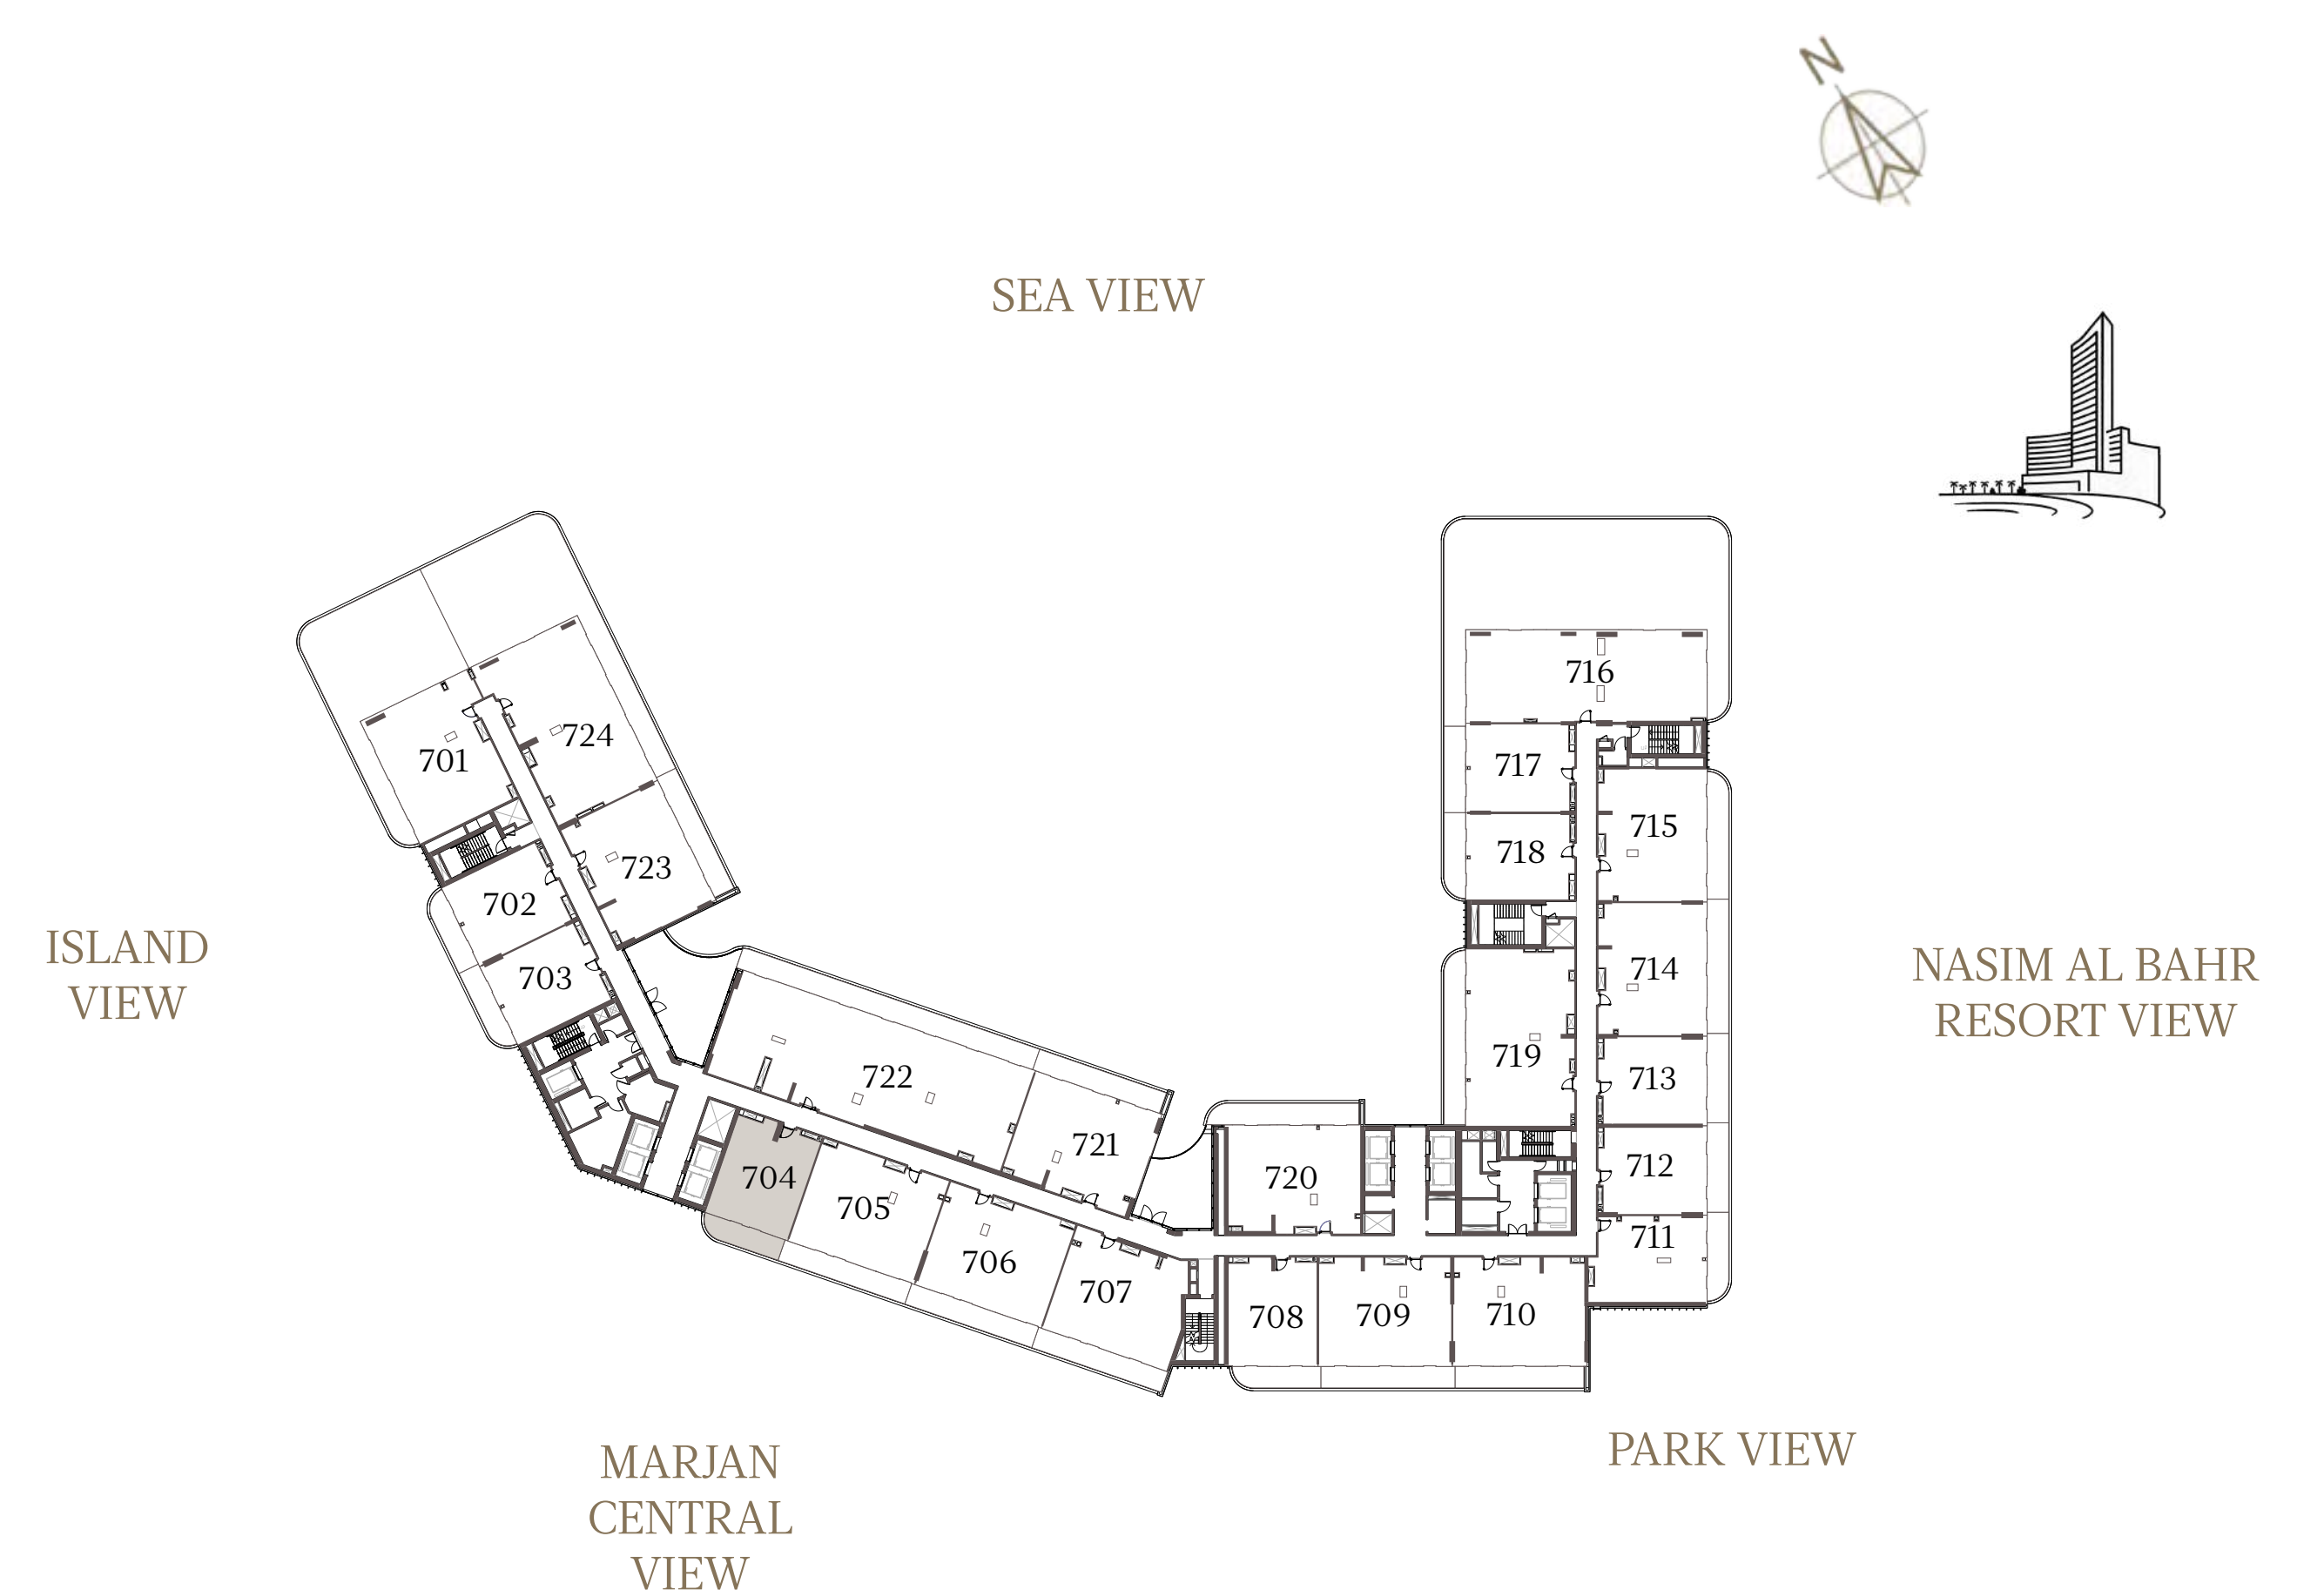 N
SEA VIEW
716
724
701
717
715
718
723
702
ISLAND
VIEW
703
NASIM AL BAHR
RESORT VIEW
714
719
722
713
721
712
704
720
705
711
706
707
708
709
710
PARK VIEW
MARJAN
CENTRAL
VIEW